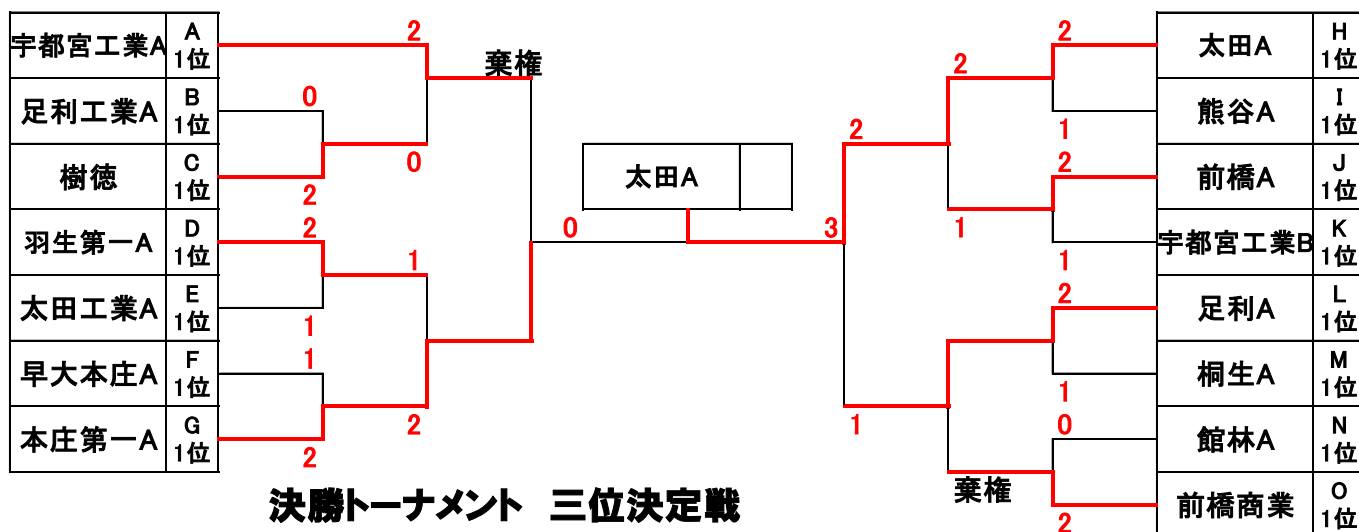 宇都宮工業A
A
1位
足利工業A
B
1位
樹徳
C
1位
羽生第一A
D
1位
太田工業A
E
1位
早大本庄A
F
1位
本庄第一A
G
1位
2
0
2
0
2
1
1
1
2
2
棄権
0
太田A
3
2
1
2
1
棄権
2
1
2
1
2
1
0
2
太田A
H
1位
熊谷A
I
1位
前橋A
J
1位
宇都宮工業B
K
1位
足利A
L
1位
桐生A
M
1位
館林A
N
1位
前橋商業
O
1位
決勝トーナメント 三位決定戦